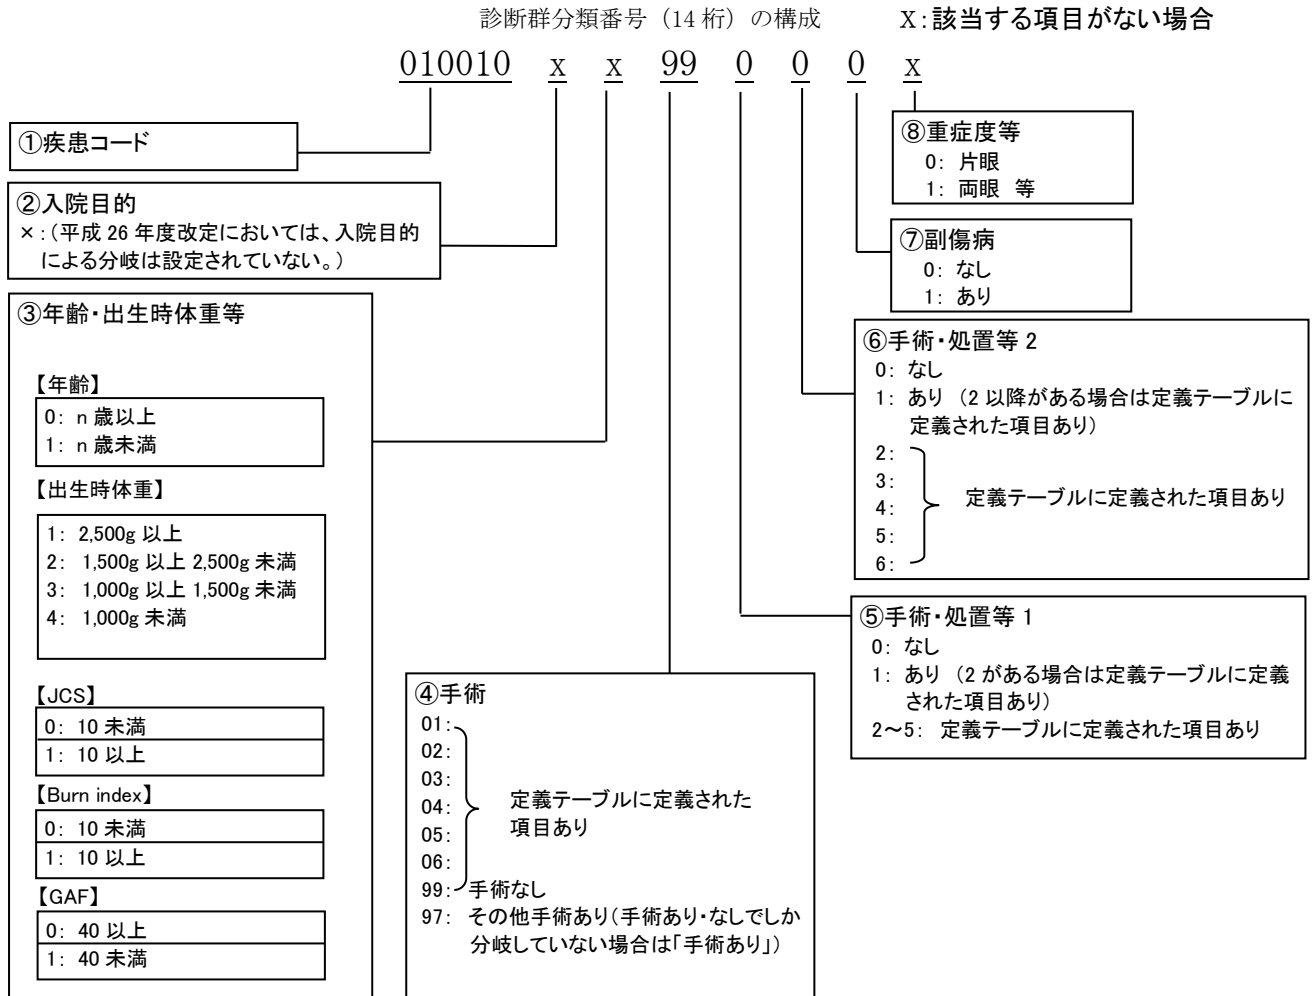 診断群分類番号（14 桁）の構成
X：該当する項目がない場合
010010 x x 99 0 0 0 x
①疾患コード
②入院目的
×：（平成 26 年度改定においては、入院目的
による分岐は設定されていない。）
③年齢・出生時体重等
【年齢】
0： n 歳以上
1： n 歳未満
【出生時体重】
1： 2,500g 以上
2： 1,500g 以上 2,500g 未満
3： 1,000g 以上 1,500g 未満
4： 1,000g 未満
【JCS】
0： 10 未満
1： 10 以上
【Burn index】
0： 10 未満
1： 10 以上
【GAF】
0： 40 以上
1： 40 未満
④手術
01：
02：
03：
04：
05：
06：
定義テーブルに定義された
項目あり
99： 手術なし
97： その他手術あり（手術あり・なしでしか
分岐していない場合は「手術あり」）
⑤手術・処置等 1
0： なし
1： あり （2 がある場合は定義テーブルに定義
された項目あり）
2～5： 定義テーブルに定義された項目あり
⑥手術・処置等 2
0： なし
1： あり （2 以降がある場合は定義テーブルに
定義された項目あり）
2：
3：
4：
5：
6：
定義テーブルに定義された項目あり
⑦副傷病
0： なし
1： あり
⑧重症度等
0： 片眼
1： 両眼 等